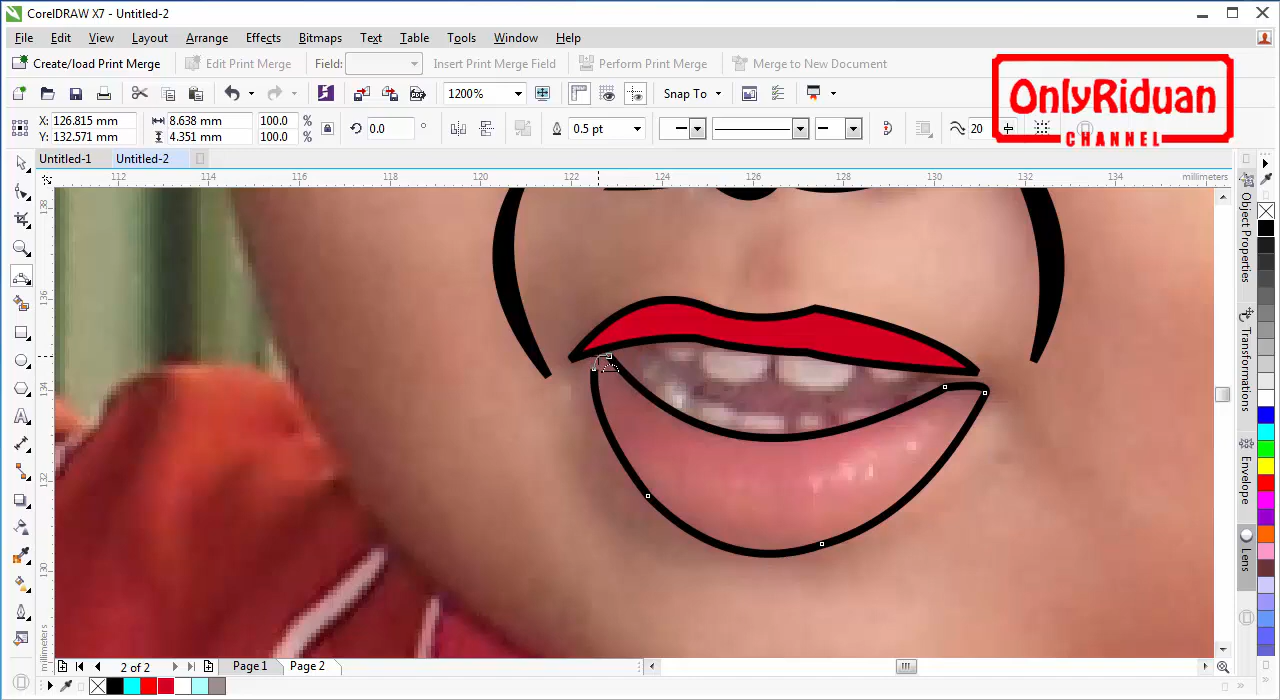 CorelDRAW X7 - Untitled-2
File Edit View Layout Arrange Effects Bitmaps Text Table Tools Window Help
Create/load Print Merge Edit Print Merge Field: Insert Print Merge Field Perform Print Merge Merge to New Document
OnlyRiduan
CHANNEL
1200% Snap To
X: 126.815 mm 8.638 mm 100.0 % 0.0 ° 0.5 pt 20
Y: 132.571 mm 4.351 mm 100.0 %
Untitled-1 Untitled-2
112 114 116 118 120 122 124 126 128 130 132 134 millimeters
138
136
134
132
130
millimeters
Object Properties
Transformations
Envelope
Lens
2 of 2 Page 1 Page 2